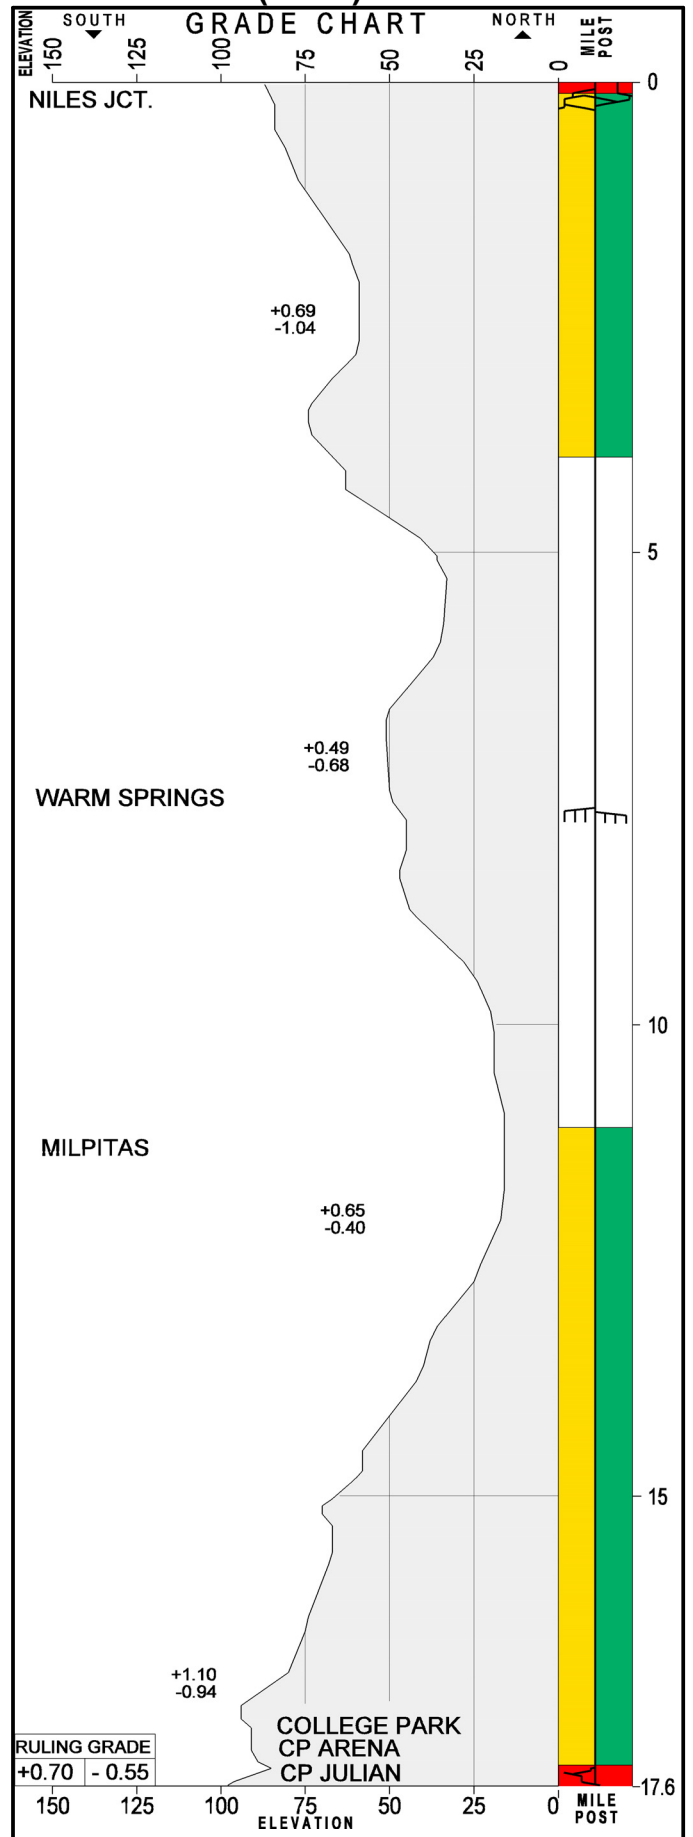 GRADE CHART
SOUTH
NORTH
ELEVATION
MILE
POST
150
125
100
75
50
25
0
0
NILES JCT.
+0.69
-1.04
5
+0.49
-0.68
WARM SPRINGS
10
MILPITAS
+0.65
-0.40
15
+1.10
-0.94
COLLEGE PARK
CP ARENA
CP JULIAN
RULING GRADE
+0.70
- 0.55
17.6
150
125
100
75
50
25
0
ELEVATION
MILE
POST